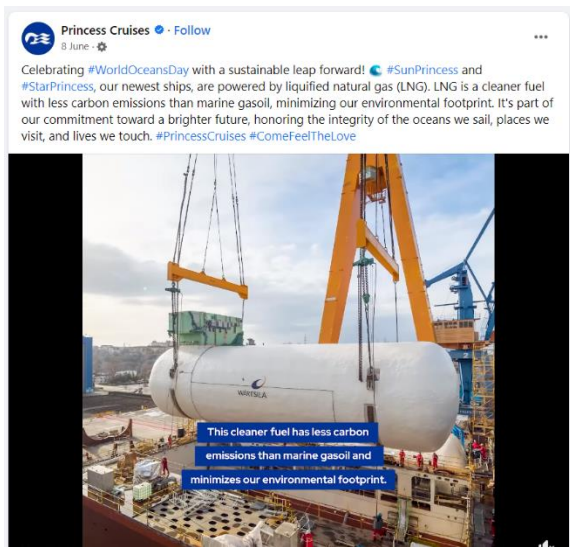 Princess Cruises · Follow
8 June ·
Celebrating #WorldOceansDay with a sustainable leap forward! #SunPrincess and
#StarPrincess, our newest ships, are powered by liquified natural gas (LNG). LNG is a cleaner fuel
with less carbon emissions than marine gasoil, minimizing our environmental footprint. It's part of
our commitment toward a brighter future, honoring the integrity of the oceans we sail, places we
visit, and lives we touch. #PrincessCruises #ComeFeelTheLove
WÄRTSILÄ
This cleaner fuel has less carbon
emissions than marine gasoil and
minimizes our environmental footprint.